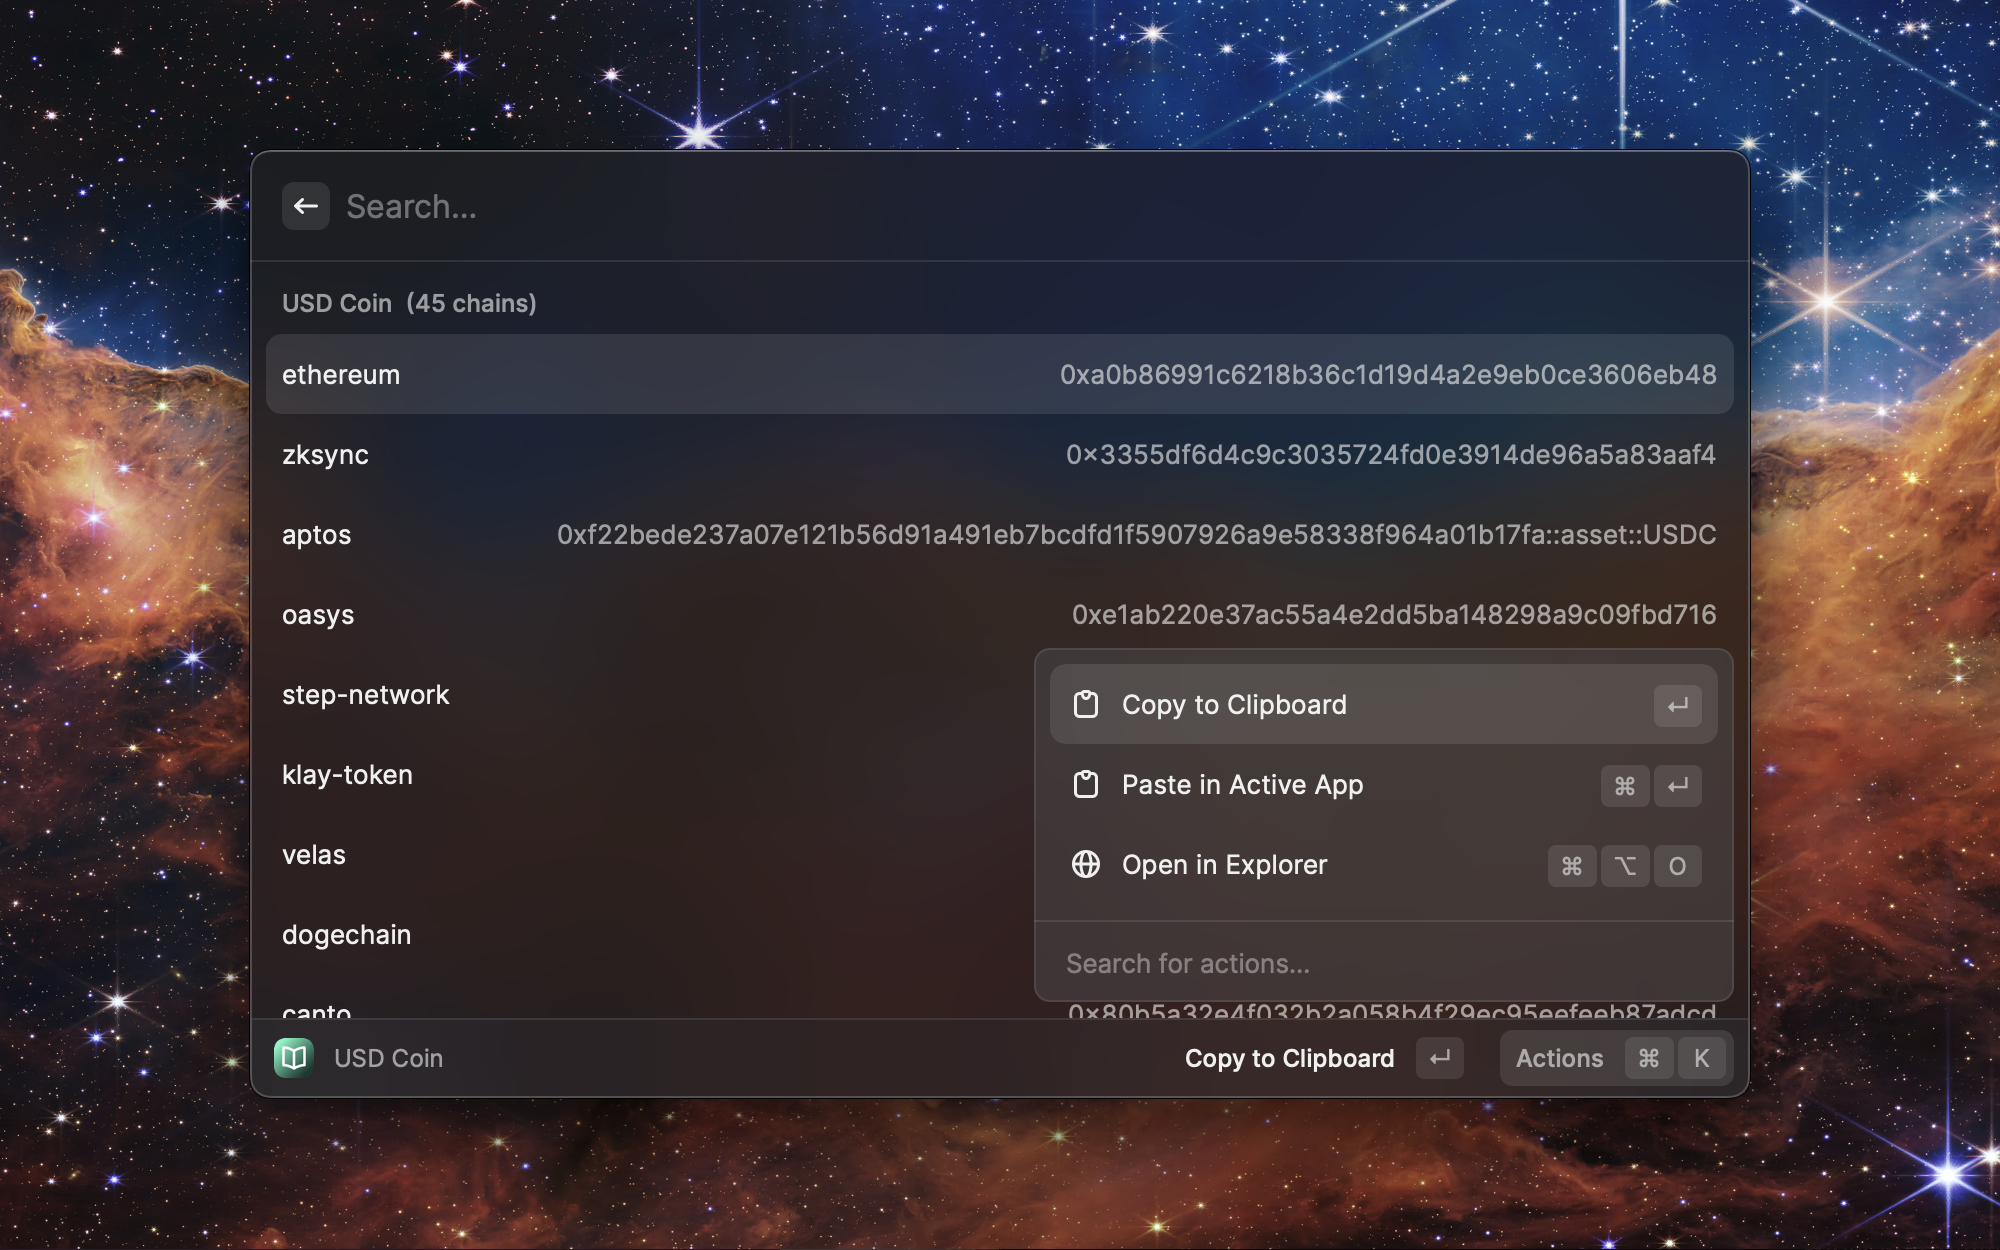 Search...
USD Coin (45 chains)
ethereum 0xa0b86991c6218b36c1d19d4a2e9eb0ce3606eb48
zksync 0x3355df6d4c9c3035724fd0e3914de96a5a83aaf4
aptos 0xf22bede237a07e121b56d91a491eb7bcdfd1f5907926a9e58338f964a01b17fa::asset::USDC
oasys 0xe1ab220e37ac55a4e2dd5ba148298a9c09fbd716
step-network
klay-token
velas
dogechain
canto 0x80b5a32e4f032b2a058b4f29ec95eefeeb87adcd
Copy to Clipboard ↵
Paste in Active App ⌘ ↵
Open in Explorer ⌘ ⌥ O
Search for actions...
USD Coin
Copy to Clipboard ↵ Actions ⌘ K